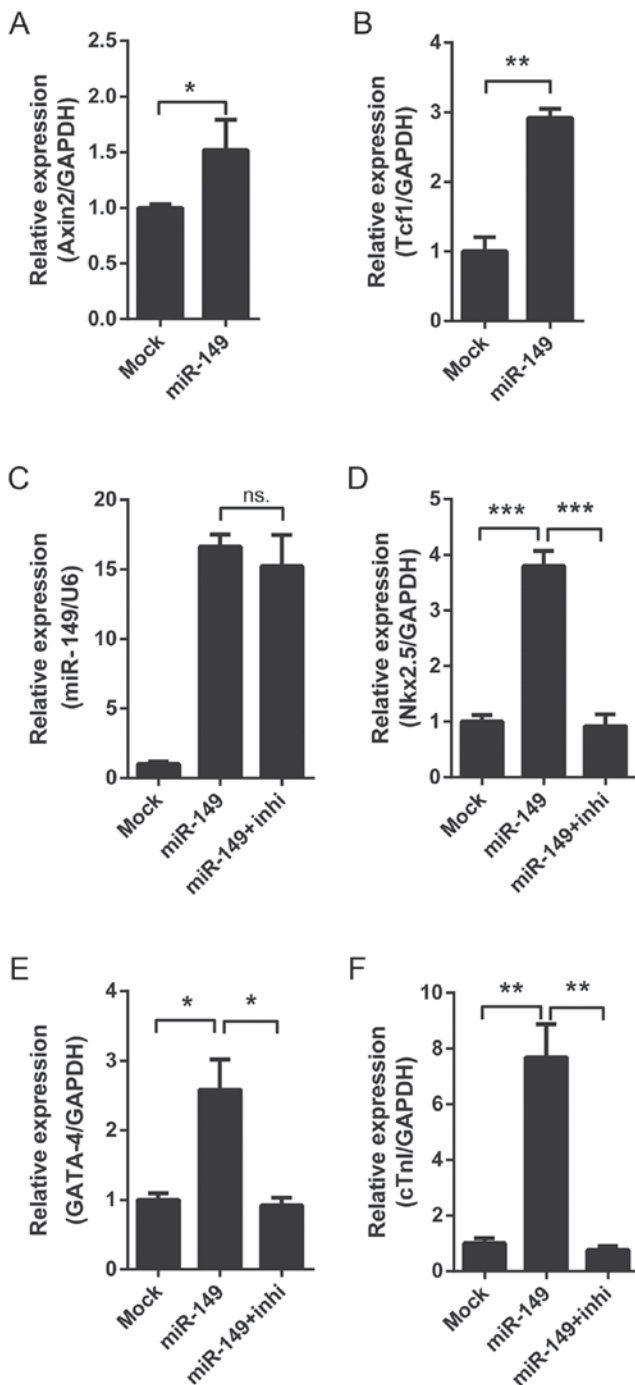 A
Relative expression
(Axin2/GAPDH)
2.5
2.0
1.5
1.0
0.5
0.0
*
Mock
miR-149
B
Relative expression
(Tcf1/GAPDH)
4
3
2
1
0
**
Mock
miR-149
C
Relative expression
(miR-149/U6)
20
15
10
5
0
ns.
Mock
miR-149
miR-149+inhi
D
Relative expression
(Nkx2.5/GAPDH)
5
4
3
2
1
0
*** ***
Mock
miR-149
miR-149+inhi
E
Relative expression
(GATA-4/GAPDH)
4
3
2
1
0
* *
Mock
miR-149
miR-149+inhi
F
Relative expression
(cTnI/GAPDH)
10
8
6
4
2
0
** **
Mock
miR-149
miR-149+inhi